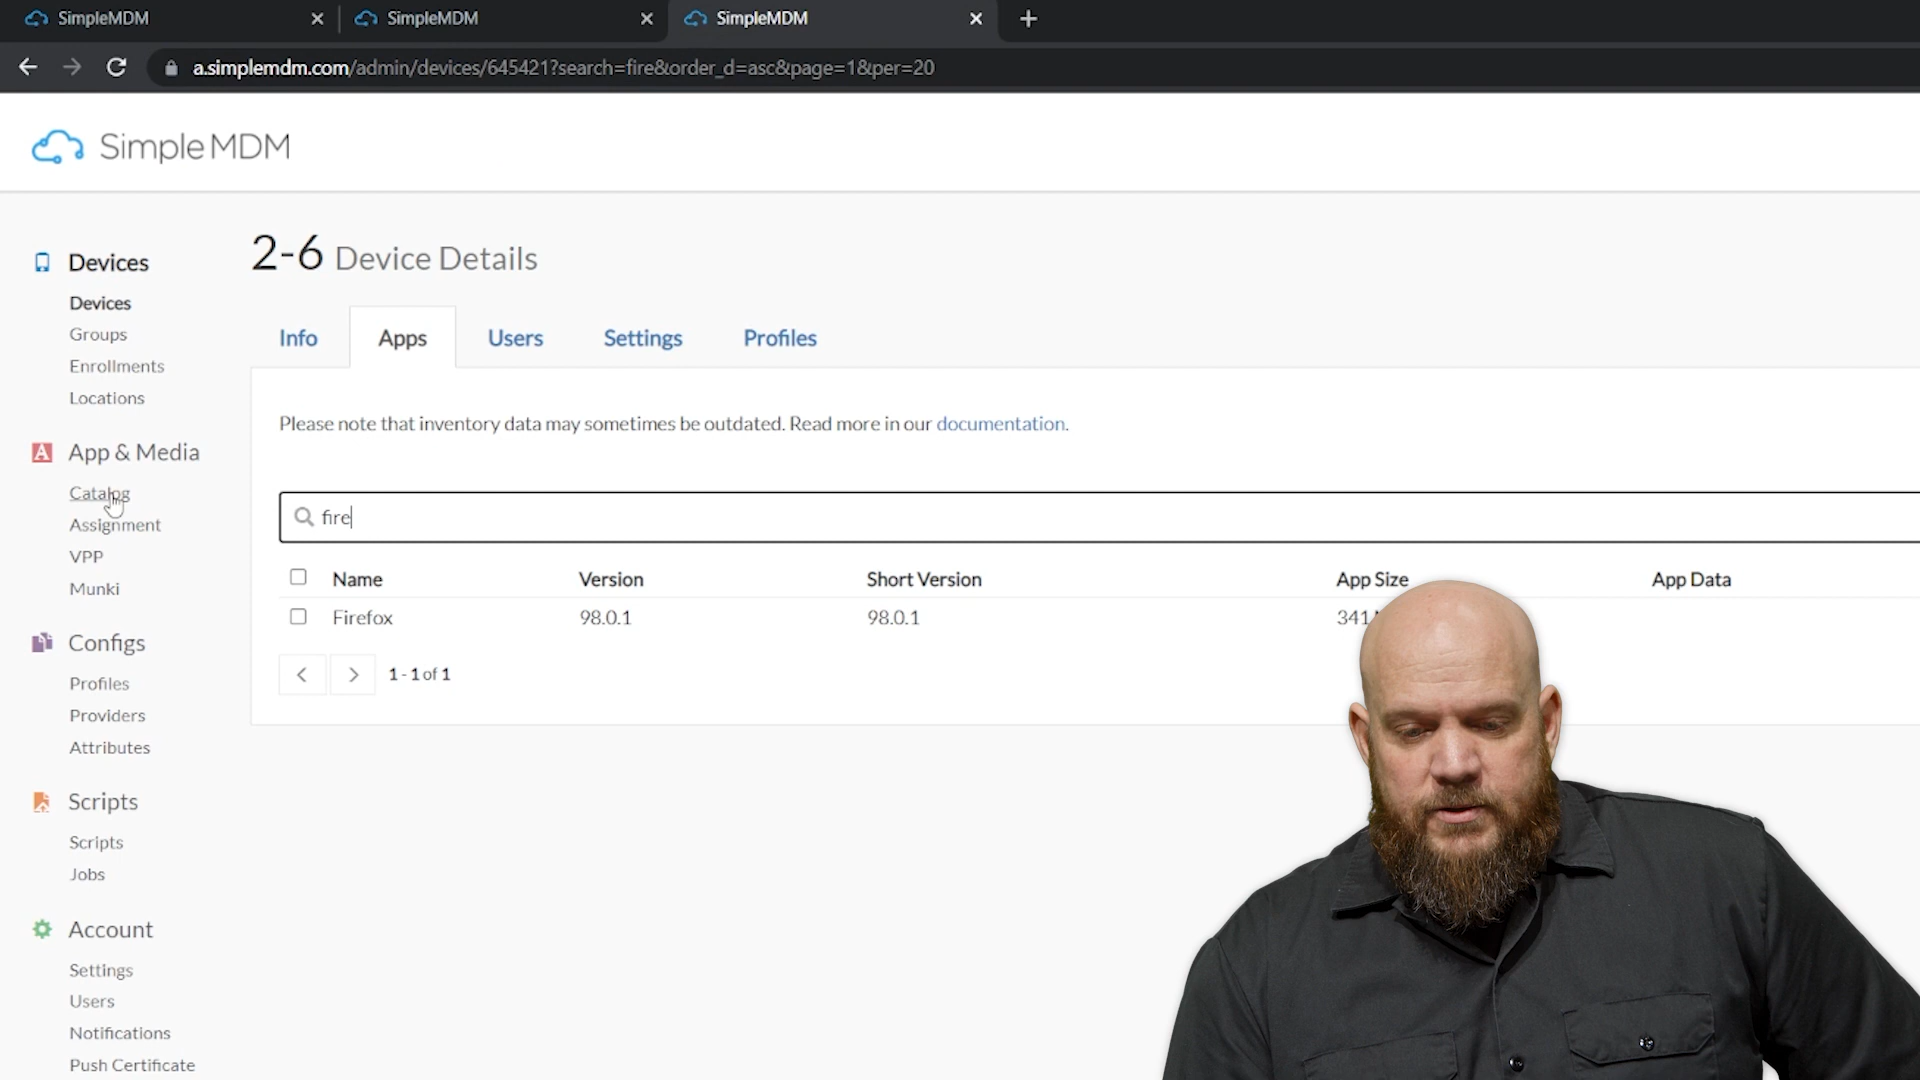 SimpleMDM
SimpleMDM
SimpleMDM
a.simplemdm.com/admin/devices/645421?search=fire&order_d=asc&page=1&per=20
SimpleMDM
Devices
Devices
Groups
Enrollments
Locations
App & Media
Catalog
Assignment
VPP
Munki
Configs
Profiles
Providers
Attributes
Scripts
Scripts
Jobs
Account
Settings
Users
Notifications
Push Certificate
2-6 Device Details
Info Apps Users Settings Profiles
Please note that inventory data may sometimes be outdated. Read more in our documentation.
fire
Name Version Short Version App Size App Data
Firefox 98.0.1 98.0.1 341
1 - 1 of 1